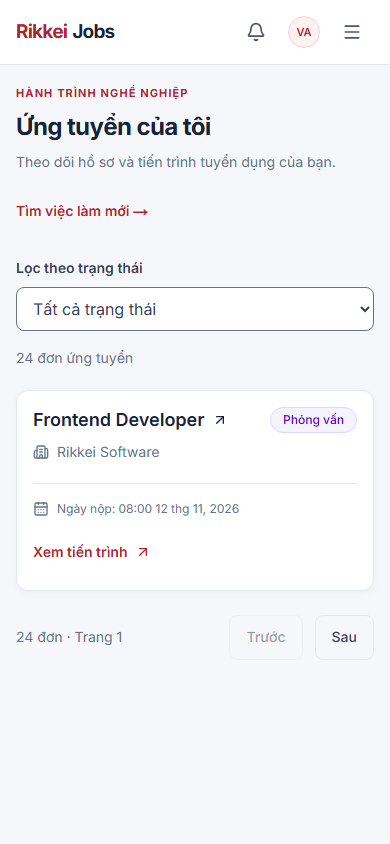 Rikkei Jobs
VA
HÀNH TRÌNH NGHỀ NGHIỆP
Ứng tuyển của tôi
Theo dõi hồ sơ và tiến trình tuyển dụng của bạn.
Tìm việc làm mới →
Lọc theo trạng thái
Tất cả trạng thái
24 đơn ứng tuyển
Frontend Developer
Phỏng vấn
Rikkei Software
Ngày nộp: 08:00 12 thg 11, 2026
Xem tiến trình
24 đơn · Trang 1
Trước
Sau